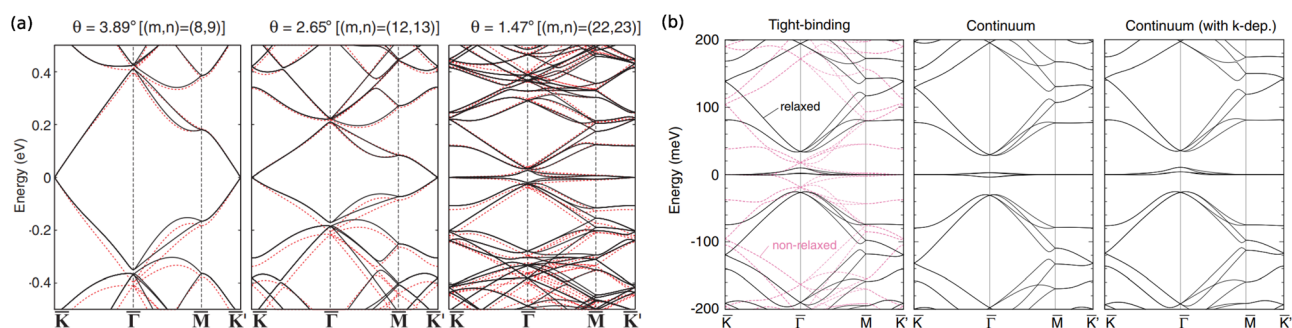 (a)
θ = 3.89° [(m,n)=(8,9)]
θ = 2.65° [(m,n)=(12,13)]
θ = 1.47° [(m,n)=(22,23)]
Energy (eV)
0.4
0.2
0
-0.2
-0.4
K̅ Γ̅ M̅ K̅'
K̅ Γ̅ M̅ K̅'
K̅ Γ̅ M̅ K̅'
(b)
Tight-binding
Continuum
Continuum (with k-dep.)
Energy (meV)
200
100
0
-100
-200
relaxed
non-relaxed
K̅ Γ̅ M̅ K̅'
K̅ Γ̅ M̅ K̅'
K̅ Γ̅ M̅ K̅'